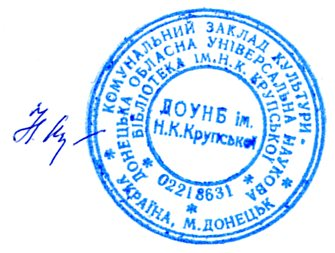 КОМУНАЛЬНИЙ ЗАКЛАД КУЛЬТУРИ -
ДОНЕЦЬКА ОБЛАСНА УНІВЕРСАЛЬНА НАУКОВА
БІБЛІОТЕКА ІМ.Н.К. КРУПСЬКОЇ
* УКРАЇНА, М.ДОНЕЦЬК *
* 02218631 *
ДОУНБ ім.
Н.К.Крупської